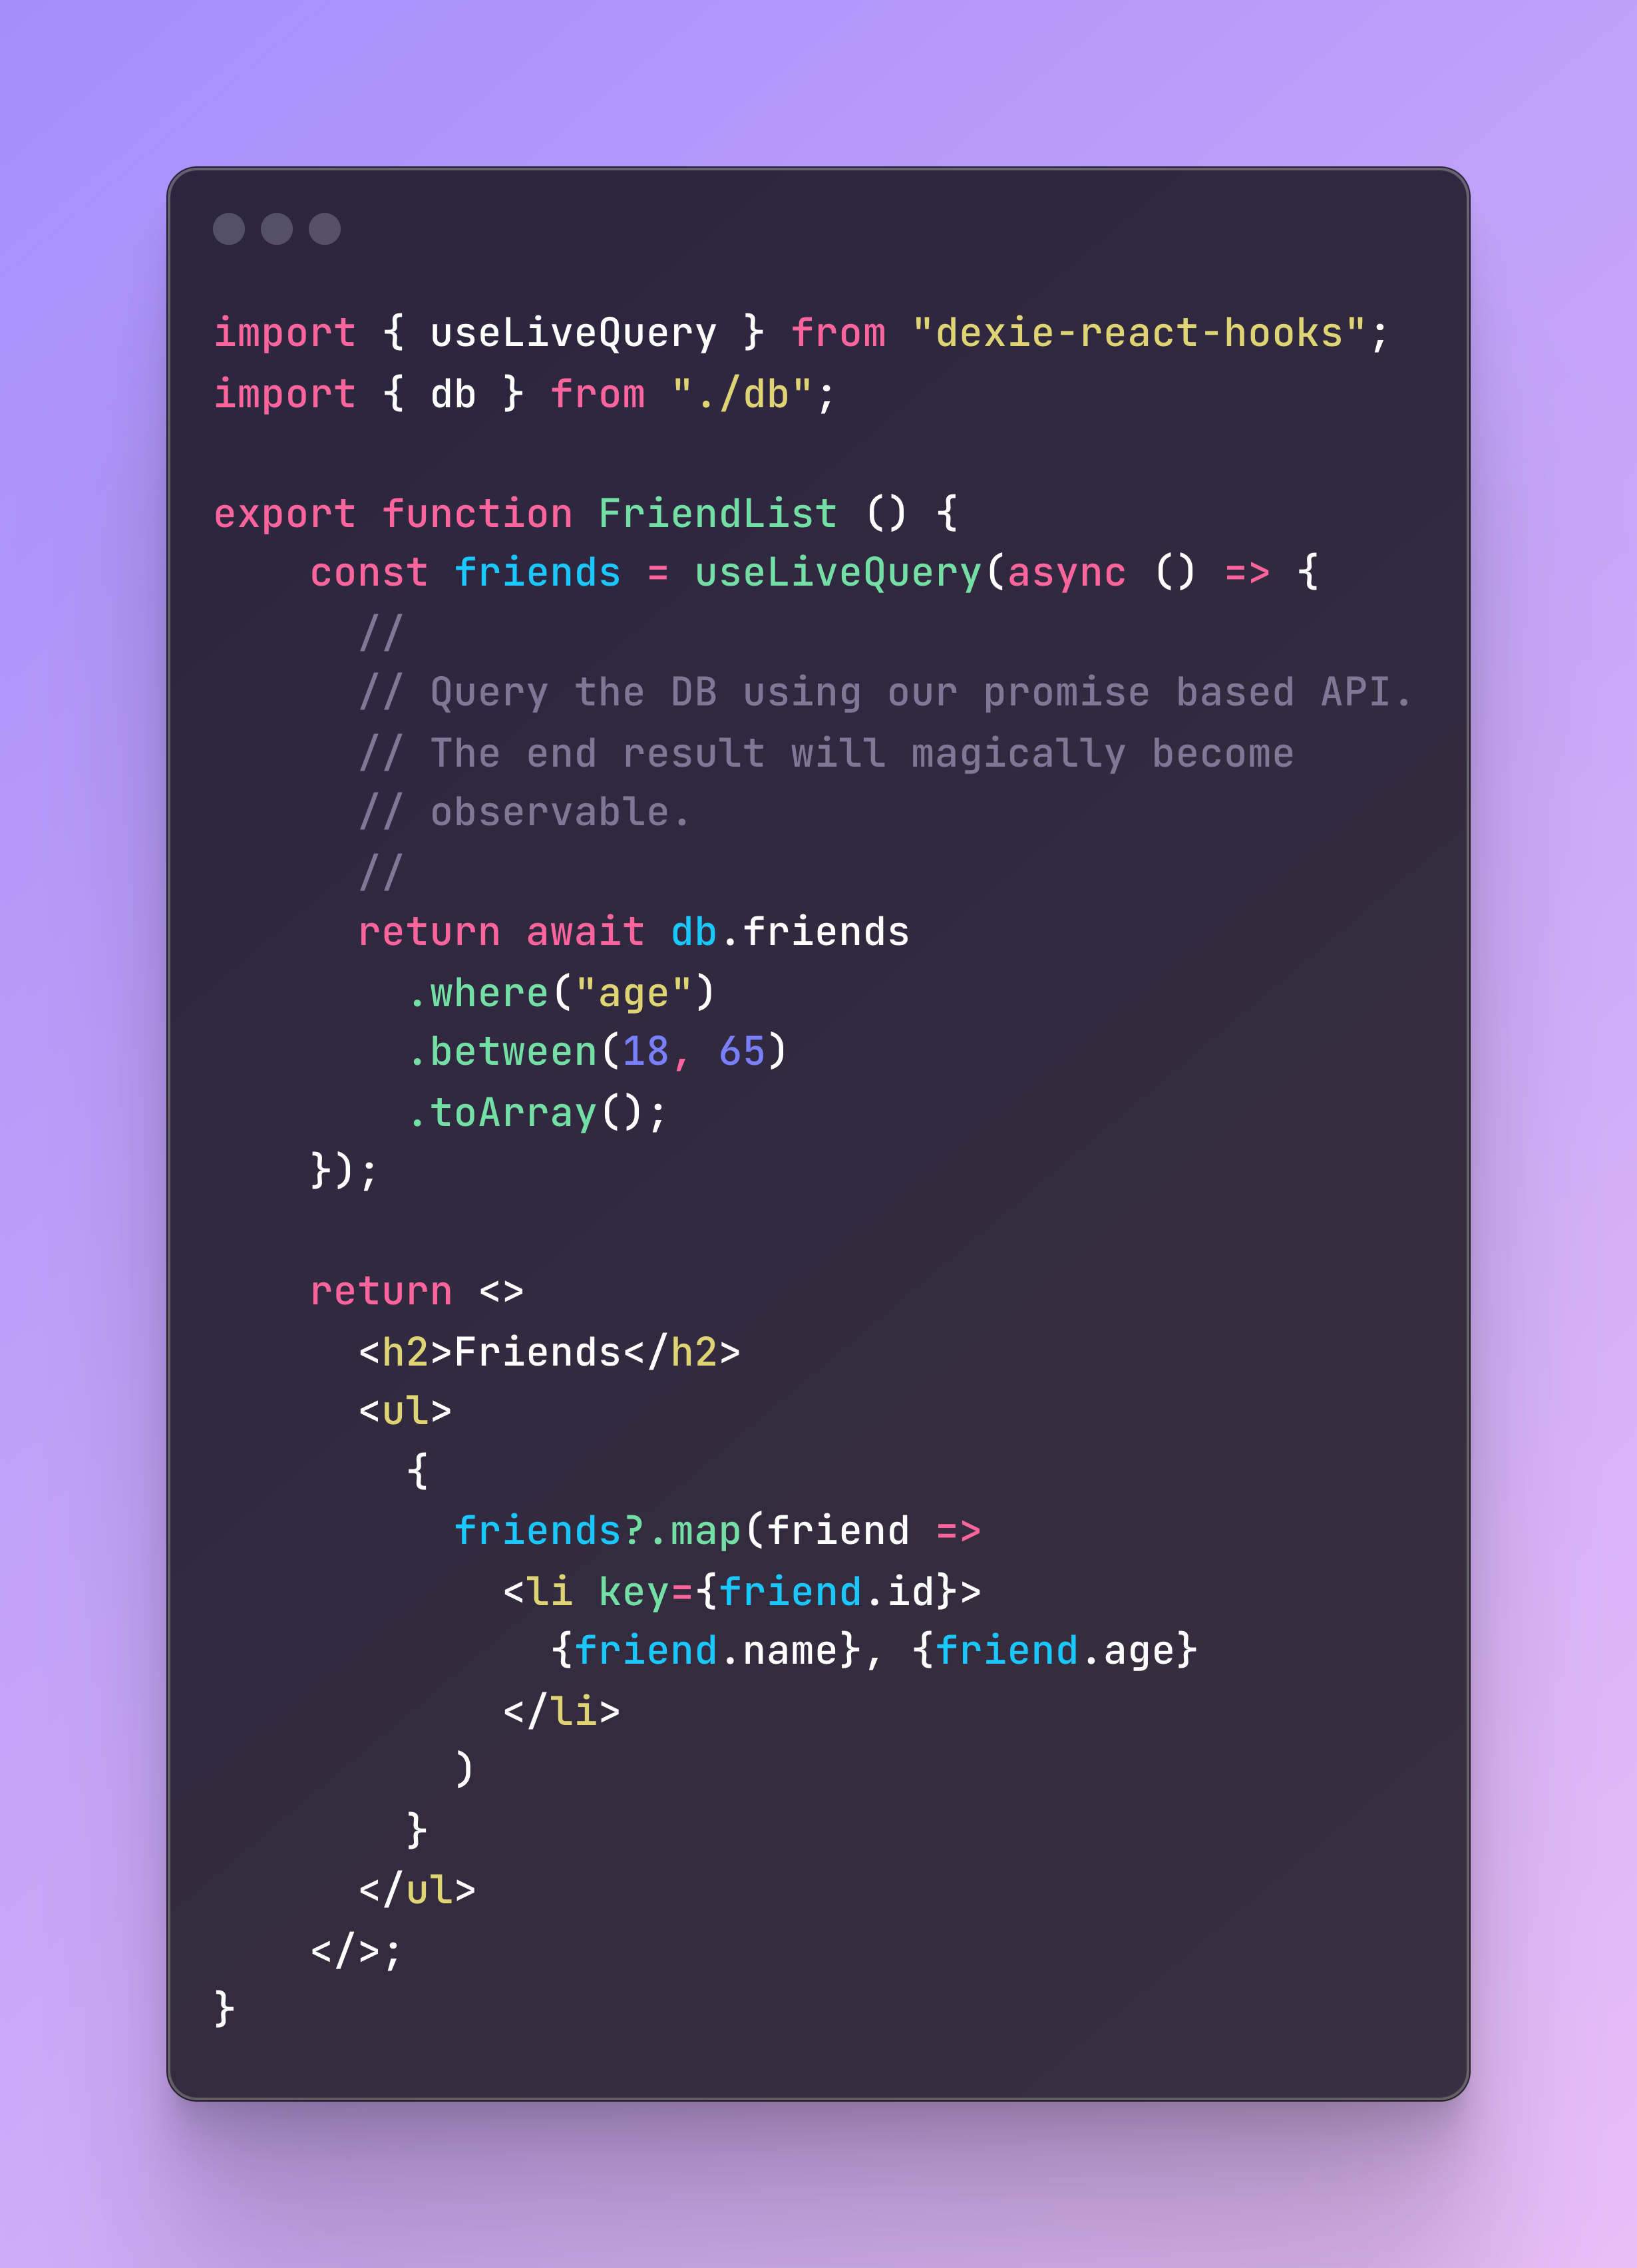 import { useLiveQuery } from "dexie-react-hooks";
import { db } from "./db";

export function FriendList () {
    const friends = useLiveQuery(async () => {
      //
      // Query the DB using our promise based API.
      // The end result will magically become
      // observable.
      //
      return await db.friends
        .where("age")
        .between(18, 65)
        .toArray();
    });

    return <>
      <h2>Friends</h2>
      <ul>
        {
          friends?.map(friend =>
            <li key={friend.id}>
              {friend.name}, {friend.age}
            </li>
          )
        }
      </ul>
    </>;
}